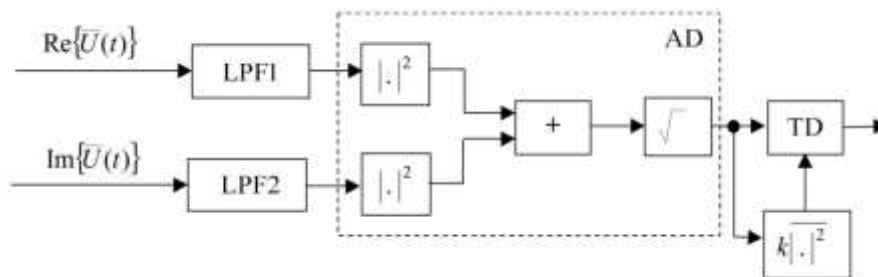 Re{U̅(t)}
LPF1
|.|²
AD
+
√
TD
Im{U̅(t)}
LPF2
|.|²
k|̅.̅|̅²̅